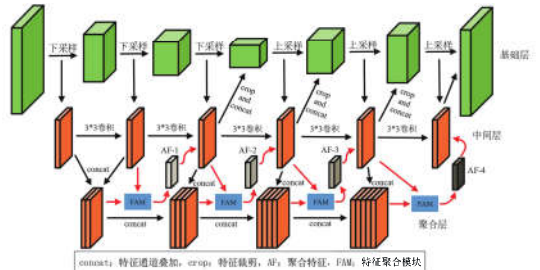 下采样 下采样 下采样 上采样 上采样 上采样
基础层
crop and concat crop and concat crop and concat
3*3卷积 3*3卷积 3*3卷积 3*3卷积 3*3卷积 中间层
AF-1 AF-2 AF-3 AF-4
concat concat concat concat
FAM FAM FAM FAM
concat concat concat 聚合层
concat：特征通道叠加，crop：特征裁剪，AF：聚合特征，FAM：特征聚合模块